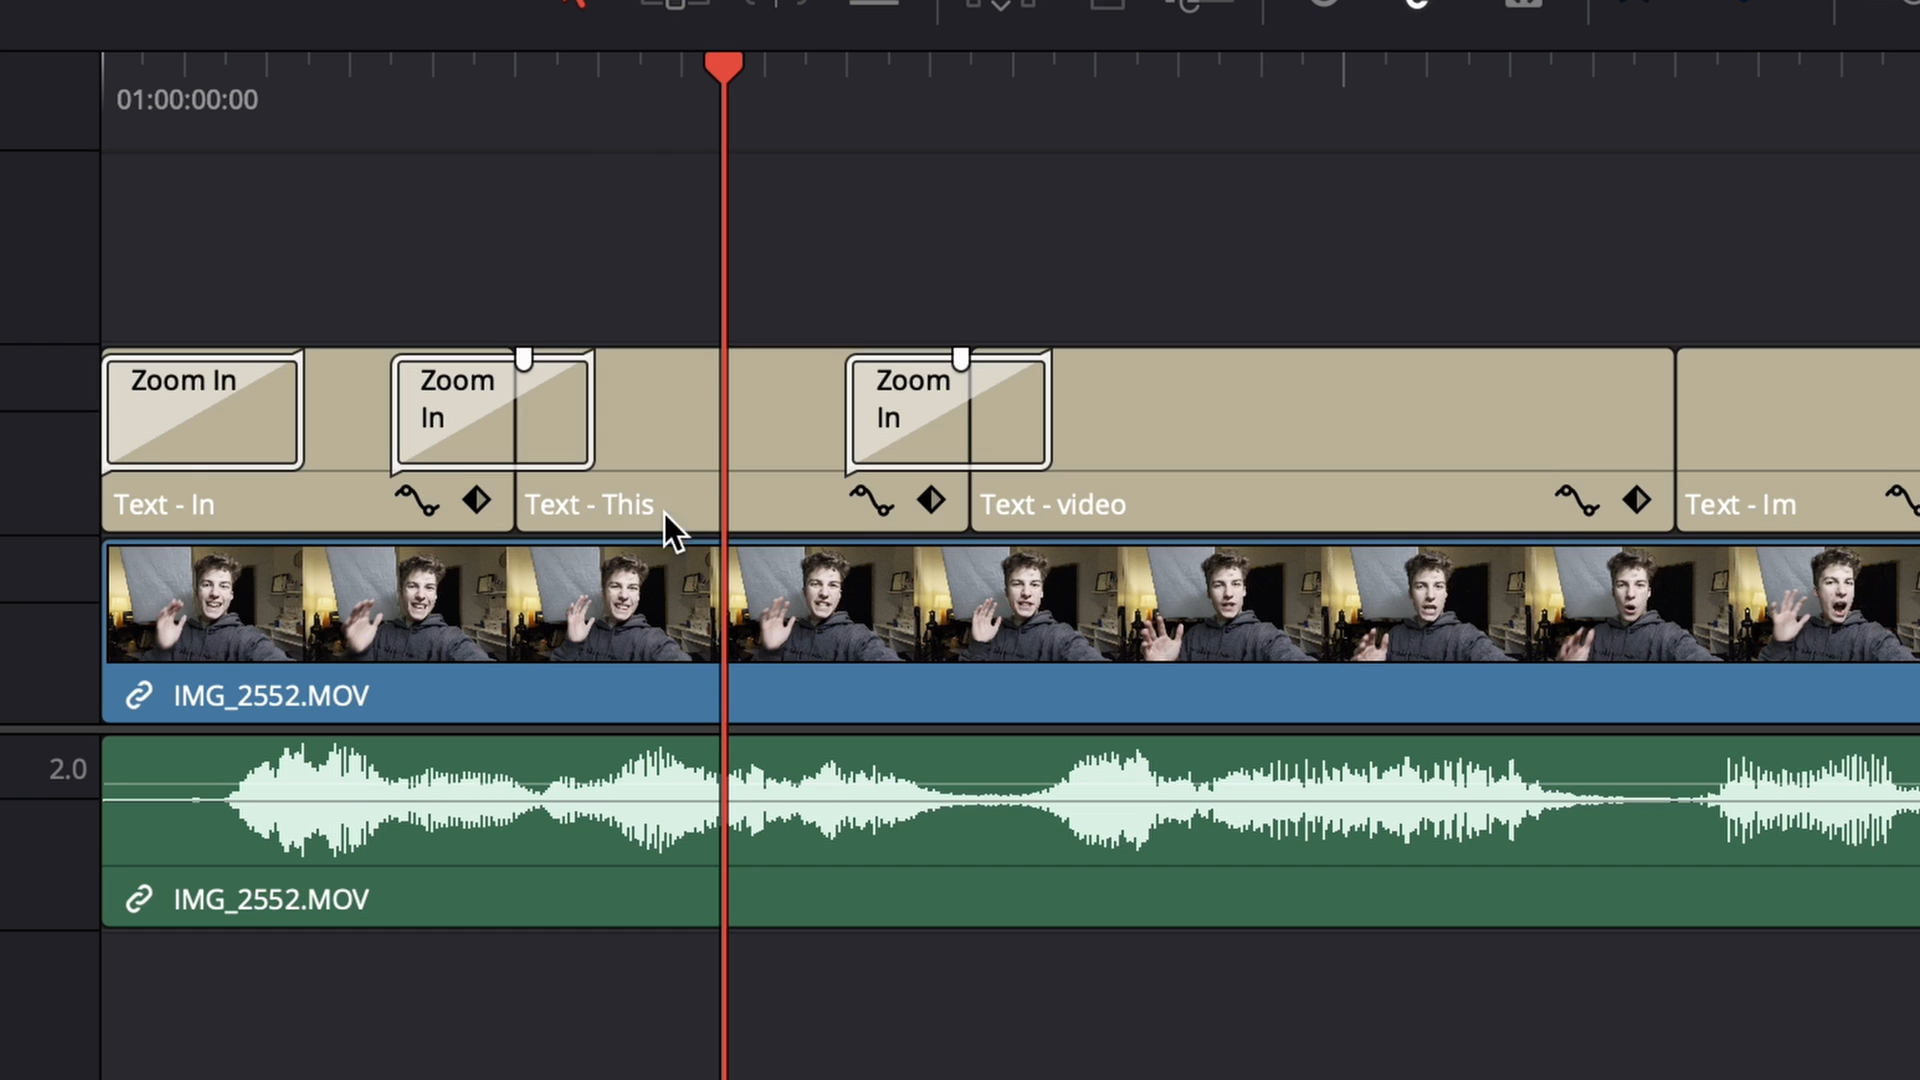 01:00:00:00
Zoom In
Zoom
In
Zoom
In
Text - In
Text - This
Text - video
Text - Im
IMG_2552.MOV
2.0
IMG_2552.MOV